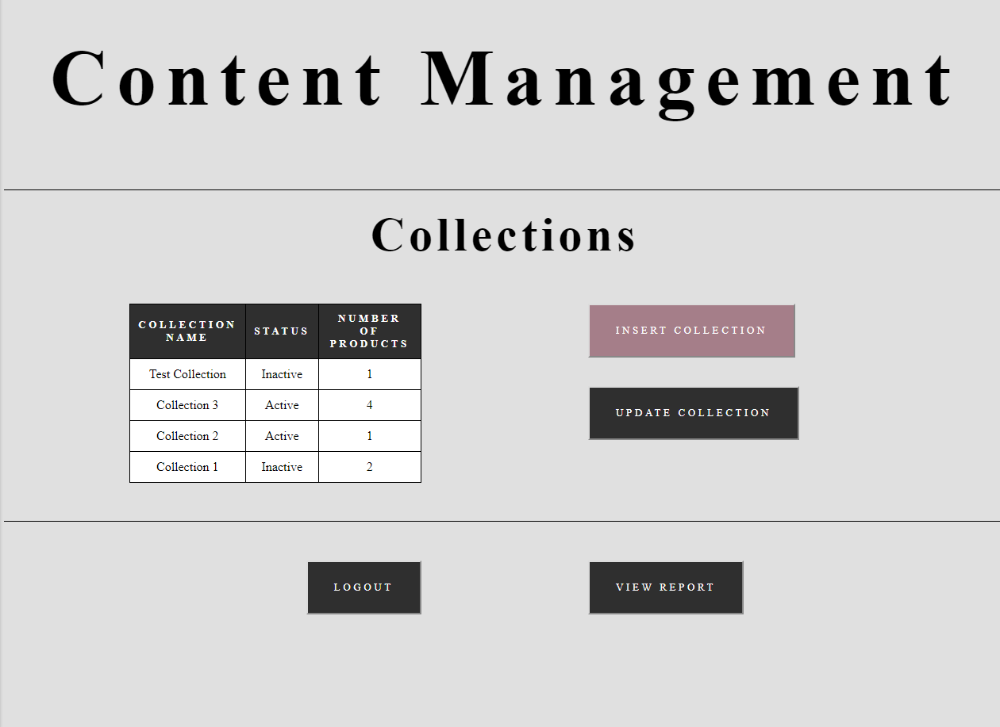 Content Management
Collections
COLLECTION NAME STATUS NUMBER OF PRODUCTS
Test Collection Inactive 1
Collection 3 Active 4
Collection 2 Active 1
Collection 1 Inactive 2
INSERT COLLECTION
UPDATE COLLECTION
LOGOUT
VIEW REPORT